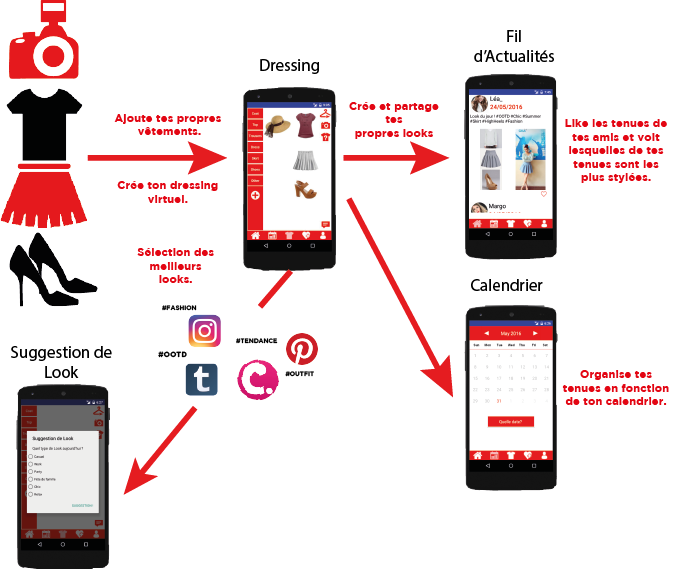 Fil
d'Actualités
Dressing
Léa_
24/05/2016
Look du jour ! #OOTD #Chic #Summer
#Skirt #HighHeels #Fashion
Margo
Ajoute tes propres
vêtements.
Crée ton dressing
virtuel.
Crée et partage
tes
propres looks
Like les tenues de
tes amis et voit
lesquelles de tes
tenues sont les
plus stylées.
Sélection des
meilleurs
looks.
#FASHION
#OOTD
#TENDANCE
#OUTFIT
Calendrier
May 2016
Sun Mon Tue Wed Thu Fri Sat
31
Quelle date?
Organise tes
tenues en fonction
de ton calendrier.
Suggestion de
Look
Suggestion de Look
Quel type de Look aujourd'hui?
Casual
Work
Party
Fête de famille
Chic
Relax